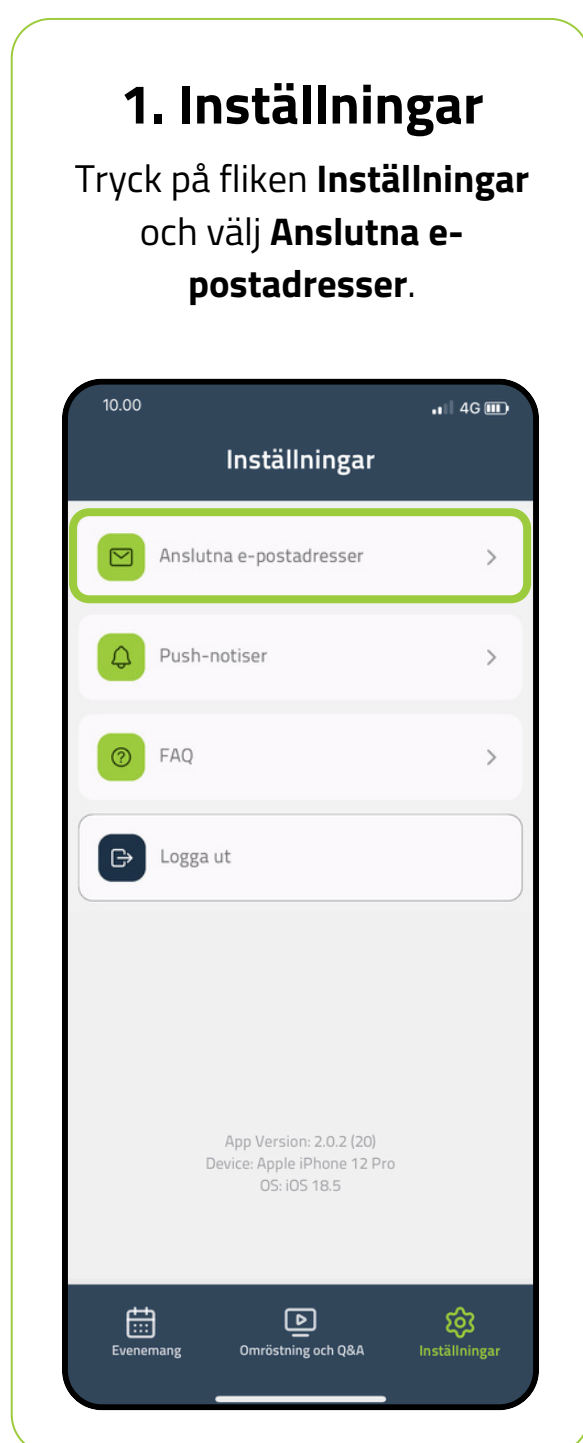 1. Inställningar
Tryck på fliken Inställningar
och välj Anslutna e-
postadresser.
10.00
4G
Inställningar
Anslutna e-postadresser
Push-notiser
FAQ
Logga ut
App Version: 2.0.2 (20)
Device: Apple iPhone 12 Pro
OS: iOS 18.5
Evenemang
Omröstning och Q&A
Inställningar